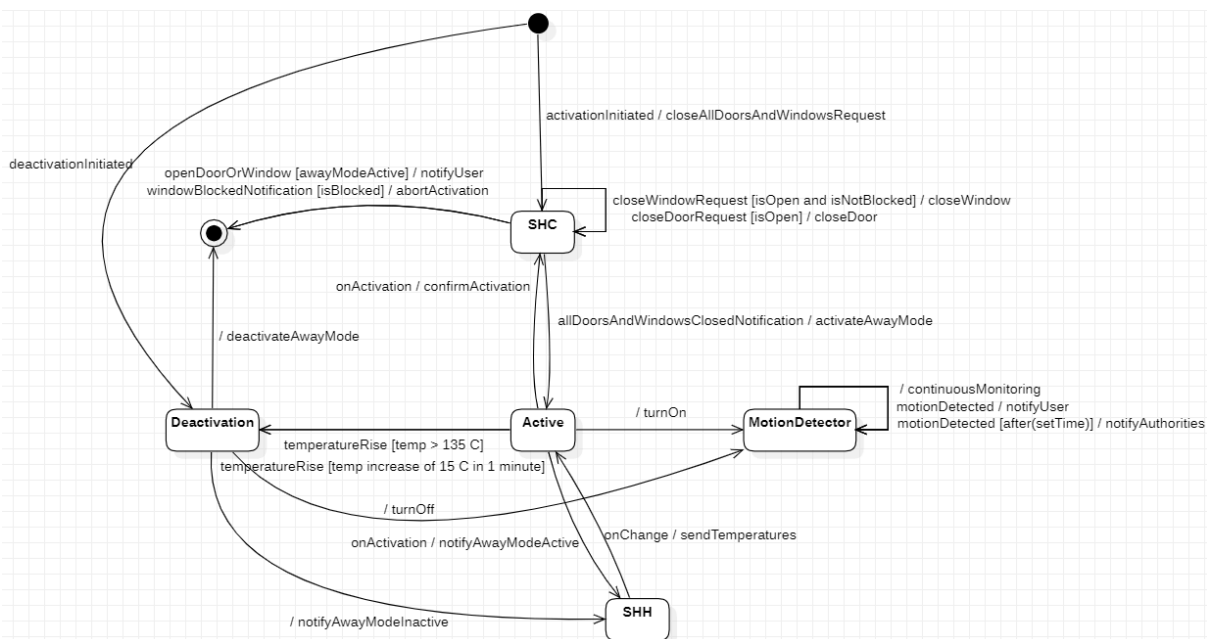 activationInitiated / closeAllDoorsAndWindowsRequest
deactivationInitiated
openDoorOrWindow [awayModeActive] / notifyUser
windowBlockedNotification [isBlocked] / abortActivation
closeWindowRequest [isOpen and isNotBlocked] / closeWindow
closeDoorRequest [isOpen] / closeDoor
SHC
onActivation / confirmActivation
allDoorsAndWindowsClosedNotification / activateAwayMode
/ deactivateAwayMode
/ continuousMonitoring
motionDetected / notifyUser
motionDetected [after(setTime)] / notifyAuthorities
/ turnOn
Deactivation
Active
MotionDetector
temperatureRise [temp > 135 C]
temperatureRise [temp increase of 15 C in 1 minute]
/ turnOff
onChange / sendTemperatures
onActivation / notifyAwayModeActive
SHH
/ notifyAwayModeInactive